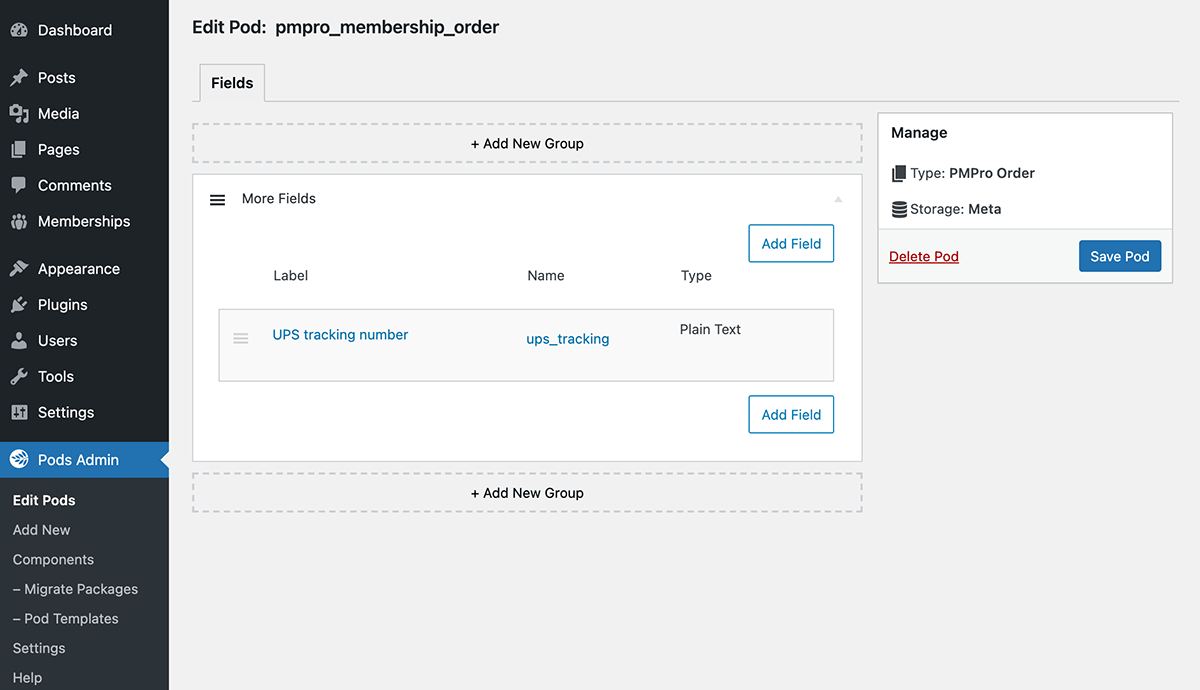 Dashboard
Posts
Media
Pages
Comments
Memberships
Appearance
Plugins
Users
Tools
Settings
Pods Admin
Edit Pods
Add New
Components
– Migrate Packages
– Pod Templates
Settings
Help
Edit Pod: pmpro_membership_order
Fields
+ Add New Group
More Fields
Add Field
Label Name Type
UPS tracking number ups_tracking Plain Text
Add Field
+ Add New Group
Manage
Type: PMPro Order
Storage: Meta
Delete Pod Save Pod